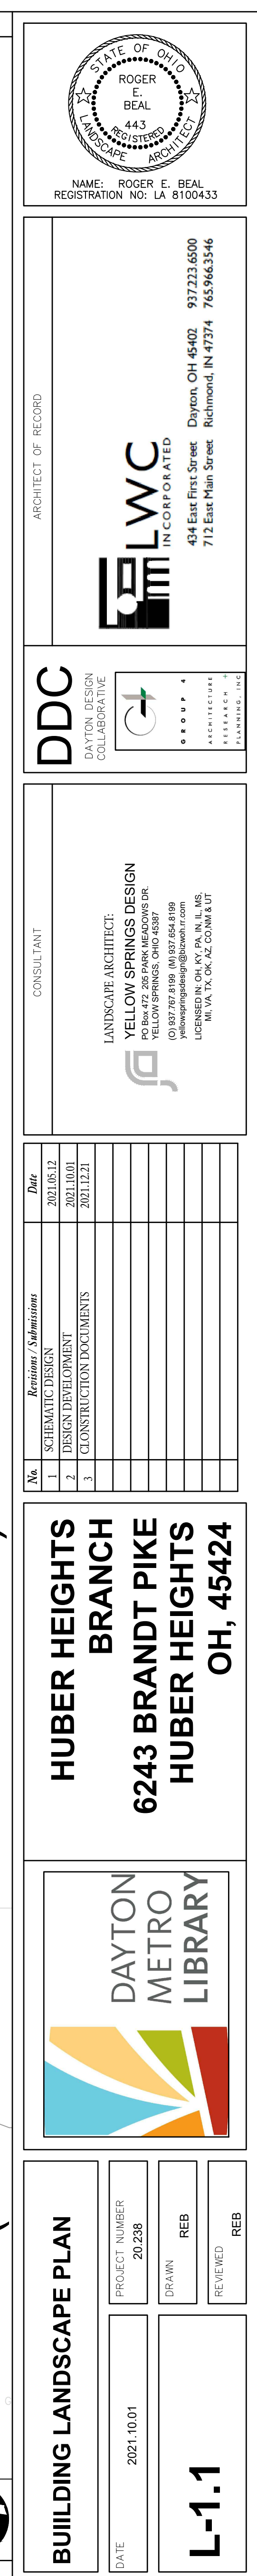 STATE OF OHIO
ROGER
E.
BEAL
443
REGISTERED
LANDSCAPE ARCHITECT
NAME: ROGER E. BEAL
REGISTRATION NO: LA 8100433
ARCHITECT OF RECORD
LWC
INCORPORATED
434 East First Street Dayton, OH 45402 937.223.6500
712 East Main Street Richmond, IN 47374 765.966.3546
DDC
DAYTON DESIGN
COLLABORATIVE
GROUP 4
ARCHITECTURE
RESEARCH +
PLANNING, INC
CONSULTANT
LANDSCAPE ARCHITECT:
YELLOW SPRINGS DESIGN
PO Box 472 205 PARK MEADOWS DR.
YELLOW SPRINGS, OHIO 45387
(O) 937.767.8199 (M) 937.654.8199
yellowspringsdesign@bizwoh.rr.com
LICENSED IN: OH, KY, PA, IN, IL, MS,
MI, VA, TX, OK, AZ, CO,NM & UT
No. Revisions / Submissions Date
1 SCHEMATIC DESIGN 2021.05.12
2 DESIGN DEVELOPMENT 2021.10.01
3 CLONSTRUCTION DOCUMENTS 2021.12.21
HUBER HEIGHTS
BRANCH
6243 BRANDT PIKE
HUBER HEIGHTS
OH, 45424
DAYTON
METRO
LIBRARY
BUIILDING LANDSCAPE PLAN
DATE
2021.10.01
PROJECT NUMBER
20.238
DRAWN
REB
REVIEWED
REB
L-1.1